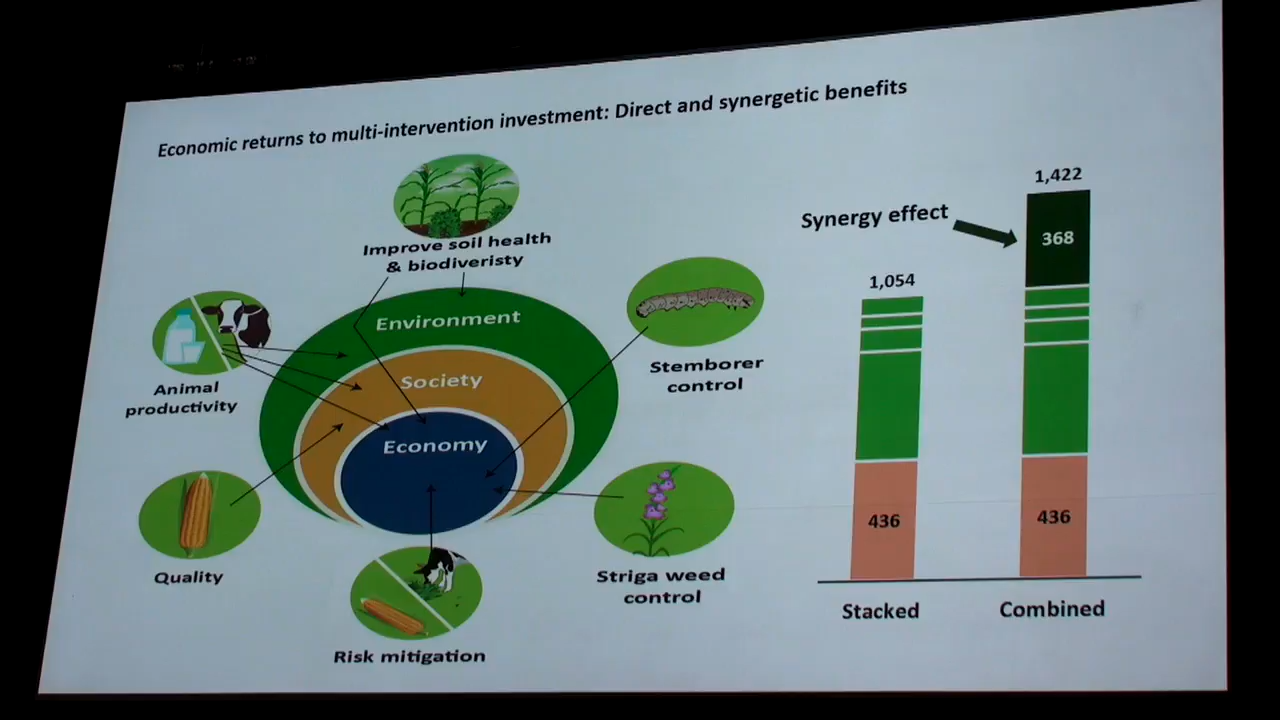 Economic returns to multi-intervention investment: Direct and synergetic benefits
Improve soil health
& biodiveristy
Environment
Society
Economy
Animal
productivity
Quality
Risk mitigation
Stemborer
control
Striga weed
control
Synergy effect
1,054
436
Stacked
1,422
368
436
Combined